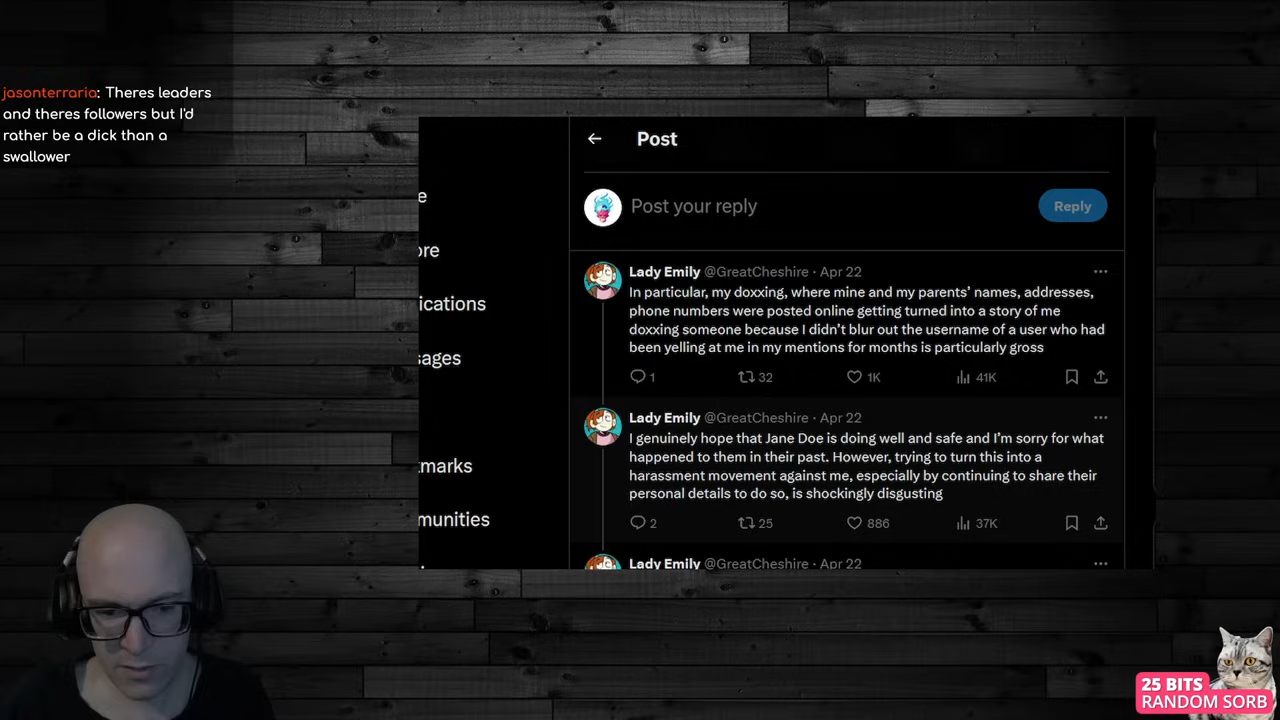 jasonterraria: Theres leaders
and theres followers but I'd
rather be a dick than a
swallower
Post
Post your reply
Reply
e
ore
ications
sages
kmarks
munities
Lady Emily @GreatCheshire · Apr 22
In particular, my doxxing, where mine and my parents’ names, addresses,
phone numbers were posted online getting turned into a story of me
doxxing someone because I didn’t blur out the username of a user who had
been yelling at me in my mentions for months is particularly gross
1 32 1K 41K
Lady Emily @GreatCheshire · Apr 22
I genuinely hope that Jane Doe is doing well and safe and I’m sorry for what
happened to them in their past. However, trying to turn this into a
harassment movement against me, especially by continuing to share their
personal details to do so, is shockingly disgusting
2 25 886 37K
Lady Emily @GreatCheshire · Apr 22
25 BITS
RANDOM SORB